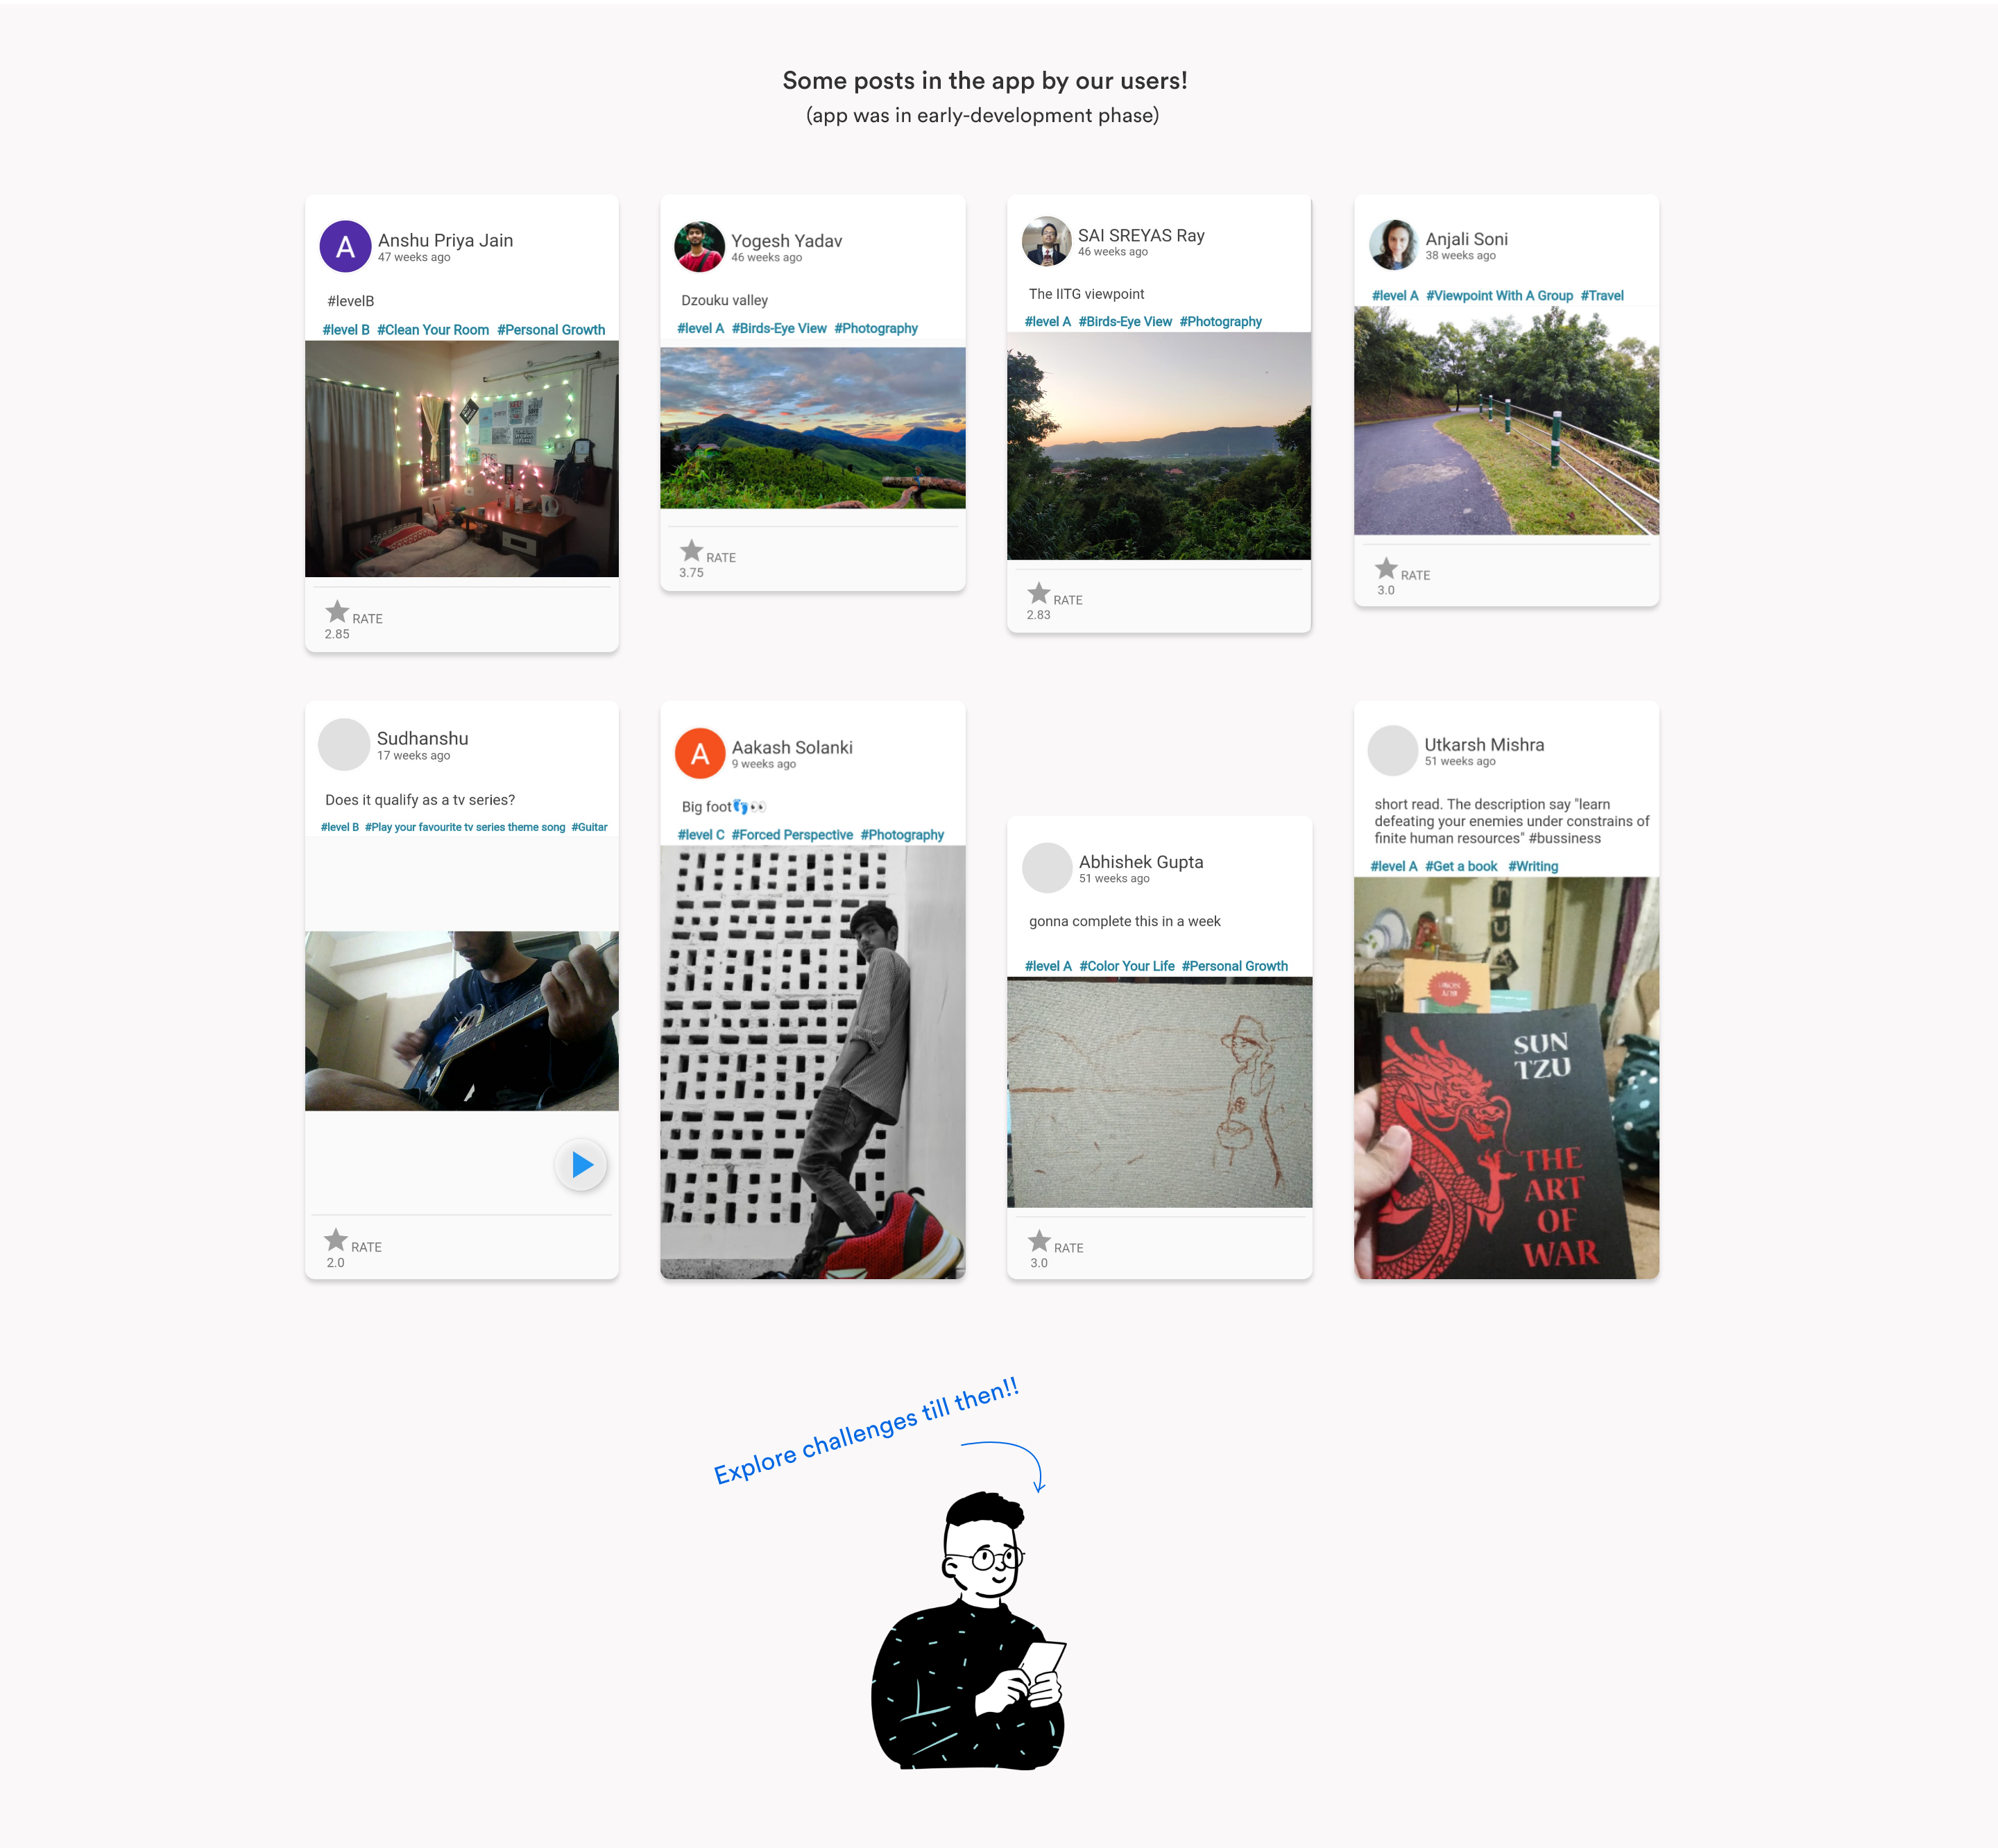 Some posts in the app by our users!
(app was in early-development phase)
A
Anshu Priya Jain
47 weeks ago
#levelB
#level B #Clean Your Room #Personal Growth
RATE
2.85
Yogesh Yadav
46 weeks ago
Dzouku valley
#level A #Birds-Eye View #Photography
RATE
3.75
SAI SREYAS Ray
46 weeks ago
The IITG viewpoint
#level A #Birds-Eye View #Photography
RATE
2.83
Anjali Soni
38 weeks ago
#level A #Viewpoint With A Group #Travel
RATE
3.0
Sudhanshu
17 weeks ago
Does it qualify as a tv series?
#level B #Play your favourite tv series theme song #Guitar
RATE
2.0
A
Aakash Solanki
9 weeks ago
Big foot👣👀
#level C #Forced Perspective #Photography
Abhishek Gupta
51 weeks ago
gonna complete this in a week
#level A #Color Your Life #Personal Growth
RATE
3.0
Utkarsh Mishra
51 weeks ago
short read. The description say "learn
defeating your enemies under constrains of
finite human resources" #bussiness
#level A #Get a book #Writing
SUN
TZU
THE
ART
OF
WAR
Explore challenges till then!!